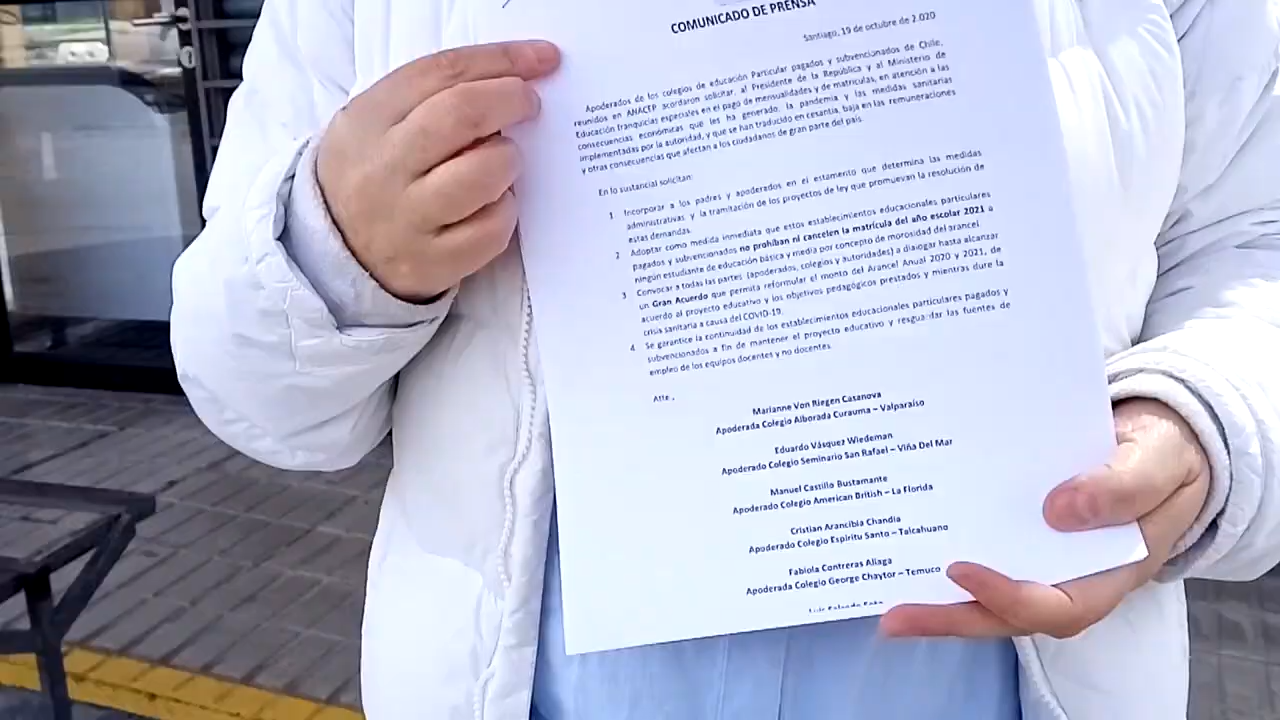 COMUNICADO DE PRENSA
Santiago, 19 de octubre de 2.020
Apoderados de los colegios de educación Particular pagados y subvencionados de Chile,
reunidos en ANACEP acordaron solicitar, al Presidente de la República y al Ministerio de
Educación franquicias especiales en el pago de mensualidades y de matrículas, en atención a las
consecuencias económicas que les ha generado, la pandemia y las medidas sanitarias
implementadas por la autoridad, y que se han traducido en cesantía, baja en las remuneraciones
y otras consecuencias que afectan a los ciudadanos de gran parte del país.
En lo sustancial solicitan:
1 Incorporar a los padres y apoderados en el estamento que determina las medidas
administrativas y la tramitación de los proyectos de ley que promuevan la resolución de
estas demandas.
2 Adoptar como medida inmediata que estos establecimientos educacionales particulares
pagados y subvencionados no prohíban ni cancelen la matrícula del año escolar 2021 a
ningún estudiante de educación básica y media por concepto de morosidad del arancel.
3 Convocar a todas las partes (apoderados, colegios y autoridades) a dialogar hasta alcanzar
un Gran Acuerdo que permita reformular el monto del Arancel Anual 2020 y 2021, de
acuerdo al proyecto educativo y los objetivos pedagógicos prestados y mientras dure la
crisis sanitaria a causa del COVID-19.
4 Se garantice la continuidad de los establecimientos educacionales particulares pagados y
subvencionados a fin de mantener el proyecto educativo y resguardar las fuentes de
empleo de los equipos docentes y no docentes.
Atte.,
Marianne Von Riegen Casanova
Apoderada Colegio Alborada Curauma – Valparaíso
Eduardo Vásquez Wiedeman
Apoderado Colegio Seminario San Rafael – Viña Del Mar
Manuel Castillo Bustamante
Apoderado Colegio American British – La Florida
Cristian Arancibia Chandia
Apoderado Colegio Espíritu Santo – Talcahuano
Fabiola Contreras Aliaga
Apoderada Colegio George Chaytor – Temuco